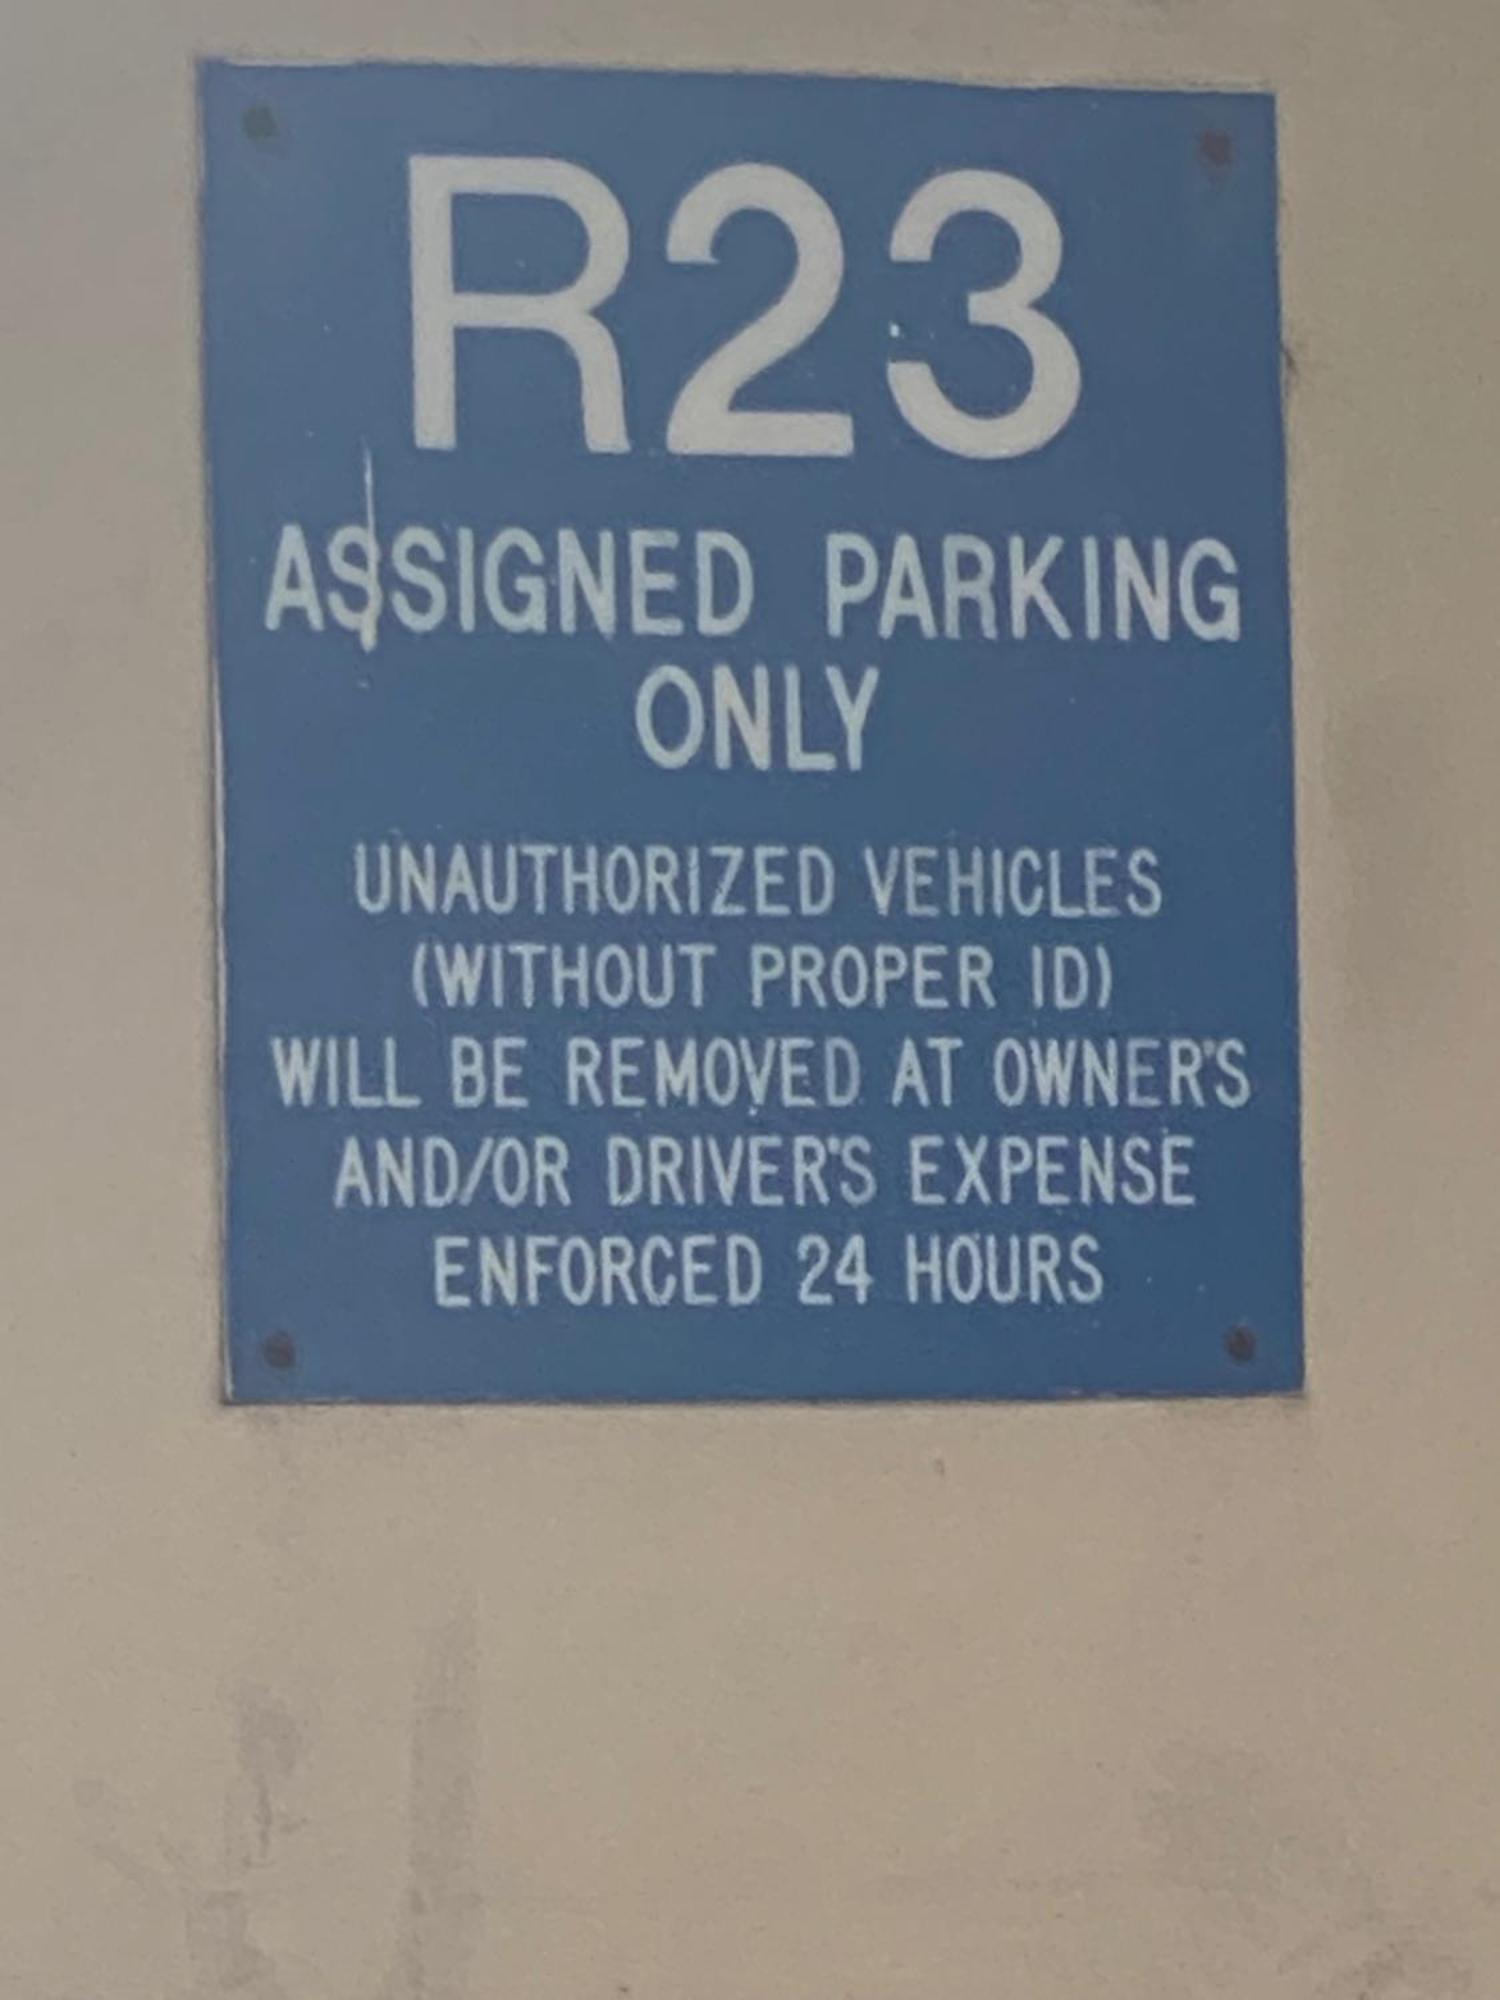 R23
ASSIGNED PARKING
ONLY
UNAUTHORIZED VEHICLES
(WITHOUT PROPER ID)
WILL BE REMOVED AT OWNER'S
AND/OR DRIVER'S EXPENSE
ENFORCED 24 HOURS